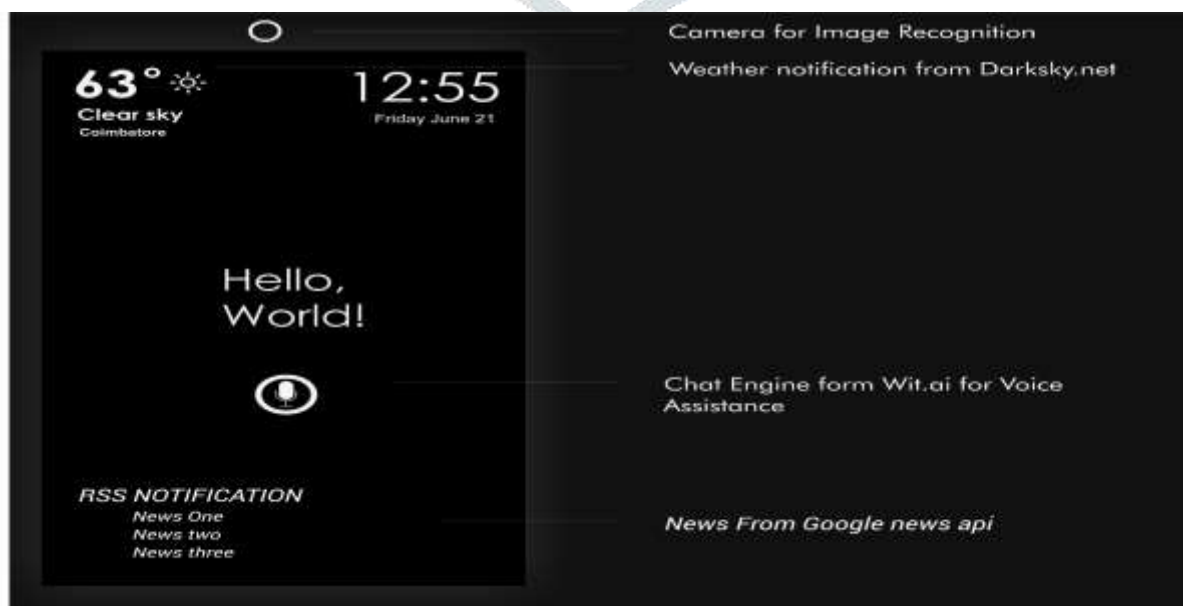 Camera for Image Recognition
63°
12:55
Weather notification from Darksky.net
Clear sky
Friday June 21
Coimbatore
Hello,
World!
Chat Engine form Wit.ai for Voice
Assistance
RSS NOTIFICATION
News One
News two
News three
News From Google news api